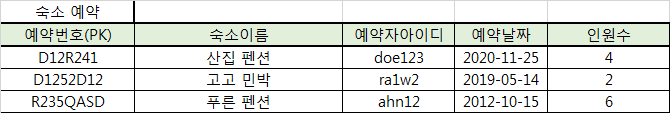 숙소 예약
예약번호(PK) 숙소이름 예약자아이디 예약날짜 인원수
D12R241 산집 펜션 doe123 2020-11-25 4
D1252D12 고고 민박 ra1w2 2019-05-14 2
R235QASD 푸른 펜션 ahn12 2012-10-15 6